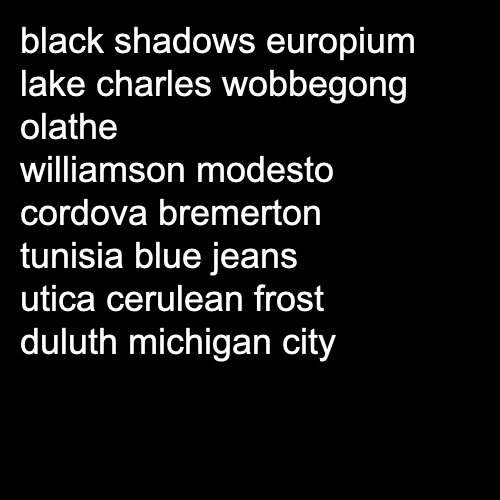 black shadows europium
lake charles wobbegong
olathe
williamson modesto
cordova bremerton
tunisia blue jeans
utica cerulean frost
duluth michigan city